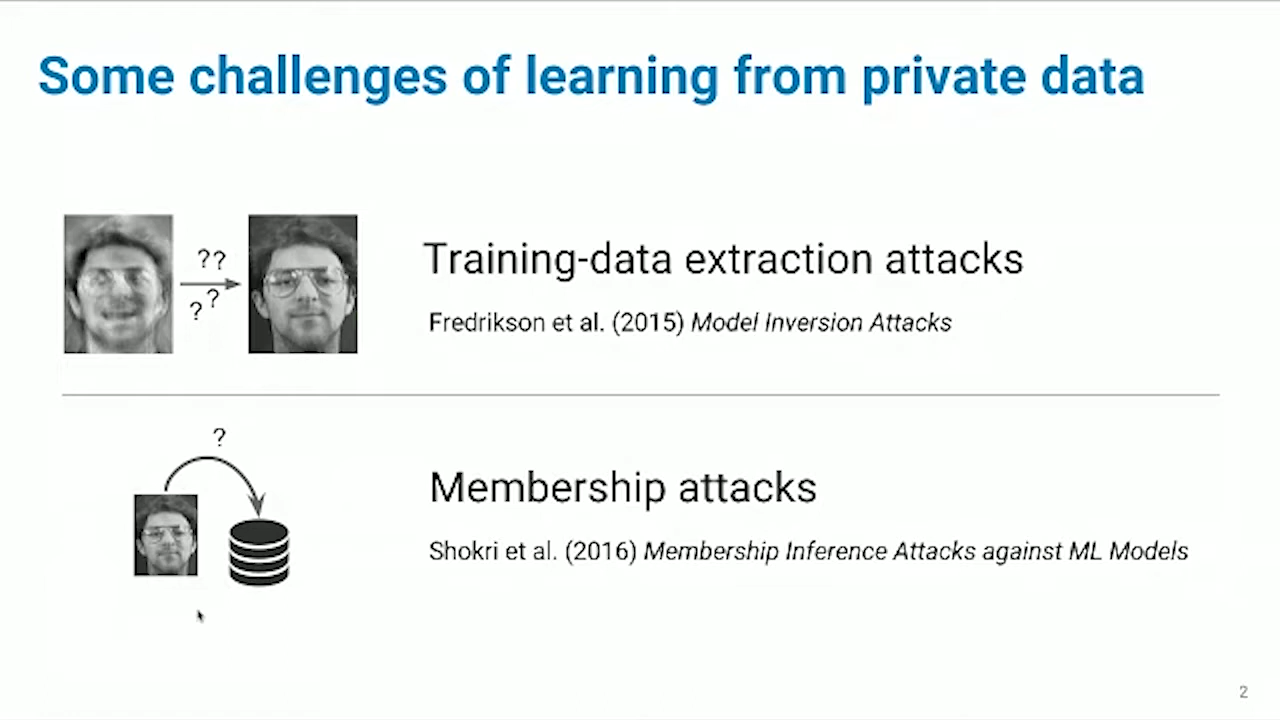 Some challenges of learning from private data
??
??
Training-data extraction attacks
Fredrikson et al. (2015) Model Inversion Attacks
?
Membership attacks
Shokri et al. (2016) Membership Inference Attacks against ML Models
2